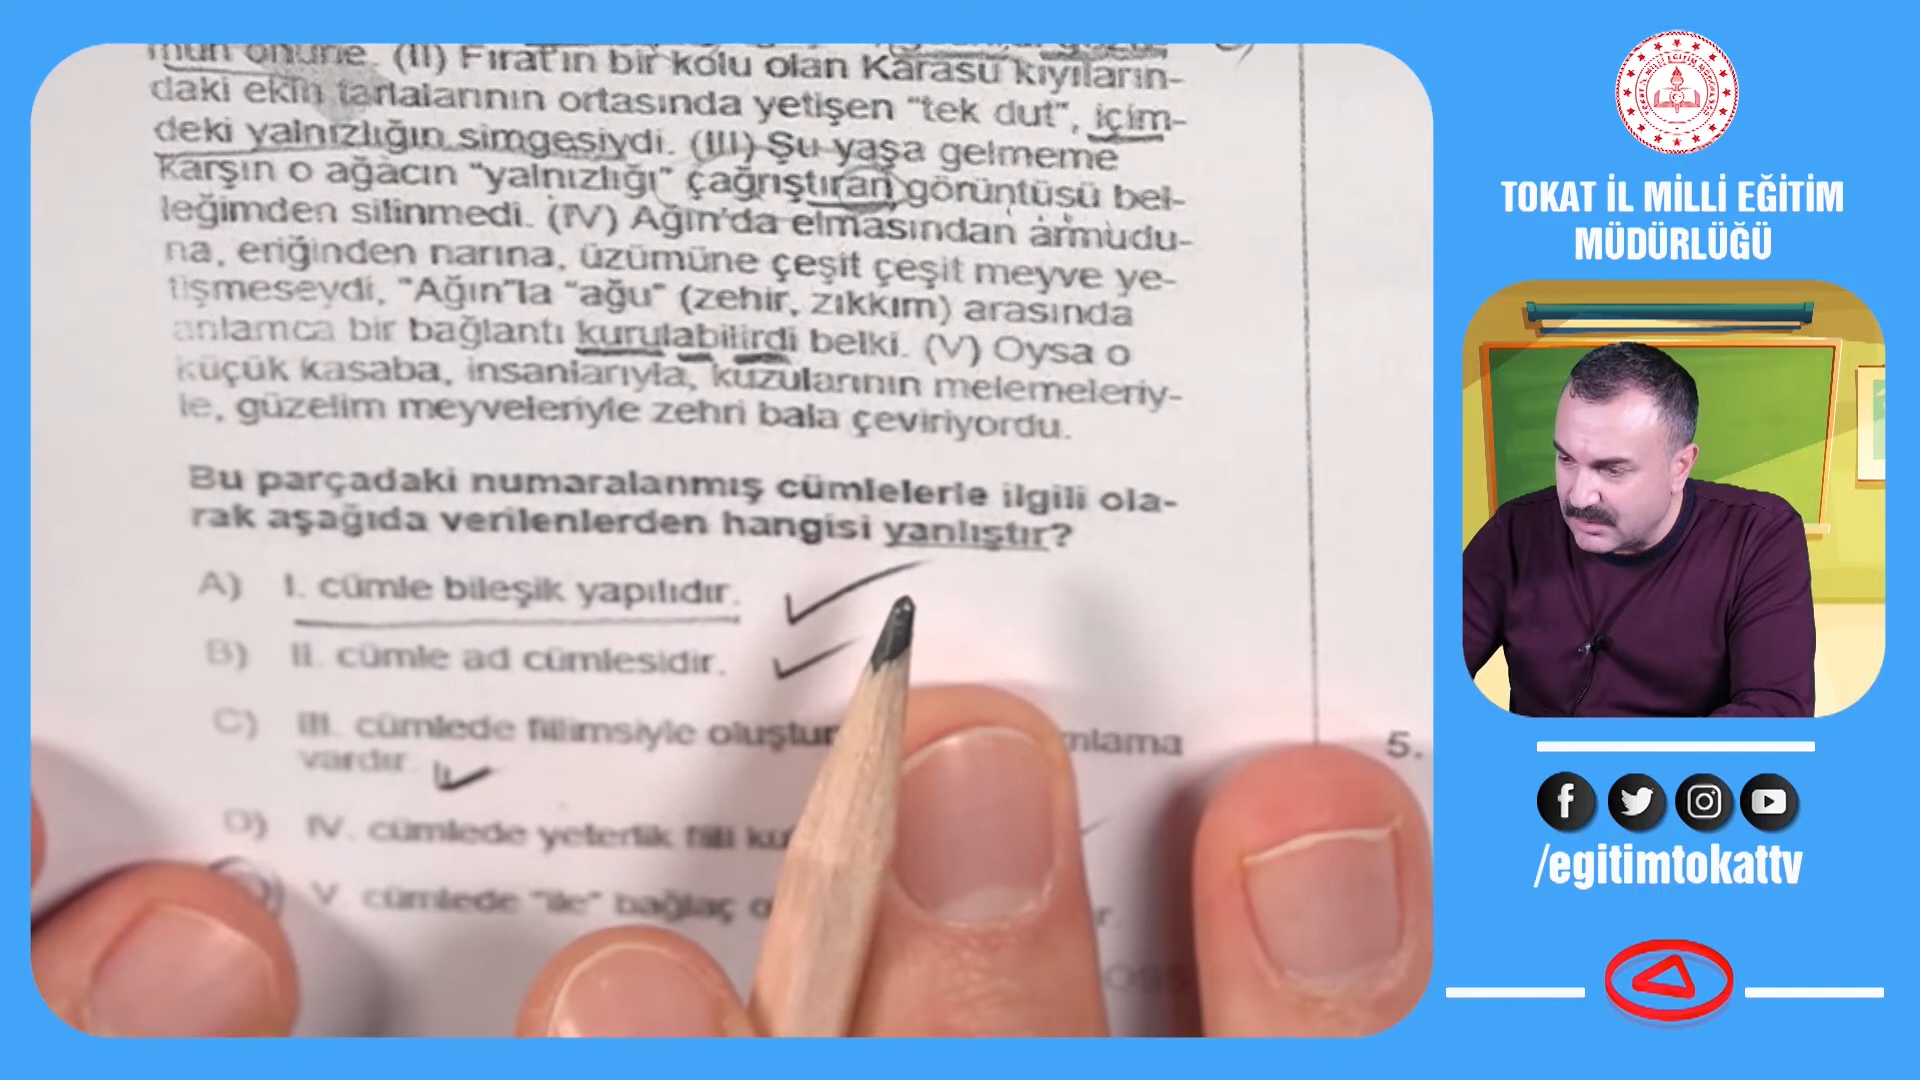 mün önüne. (II) Fırat'ın bir kolu olan Karasu kıyıların-
daki ekin tarlalarının ortasında yetişen "tek dut", içim-
deki yalnızlığın simgesiydi. (III) Şu yaşa gelmeme
karşın o ağacın "yalnızlığı" çağrıştıran görüntüsü bel-
leğimden silinmedi. (IV) Ağın'da elmasından armudu-
na, eriğinden narına, üzümüne çeşit çeşit meyve ye-
tişmeseydi, "Ağın"la "ağu" (zehir, zıkkım) arasında
anlamca bir bağlantı kurulabilirdi belki. (V) Oysa o
küçük kasaba, insanlarıyla, kuzularının melemeleriy-
le, güzelim meyveleriyle zehri bala çeviriyordu.
Bu parçadaki numaralanmış cümlelerle ilgili ola-
rak aşağıda verilenlerden hangisi yanlıştır?
A) I. cümle bileşik yapılıdır.
B) II. cümle ad cümlesidir.
C) III. cümlede fiilimsiyle
vardır.
D) IV. cümlede yeterlik fiili
V. cümlede "ile" bağlaç
5.
TOKAT İL MİLLİ EĞİTİM
MÜDÜRLÜĞÜ
/egitimtokattv